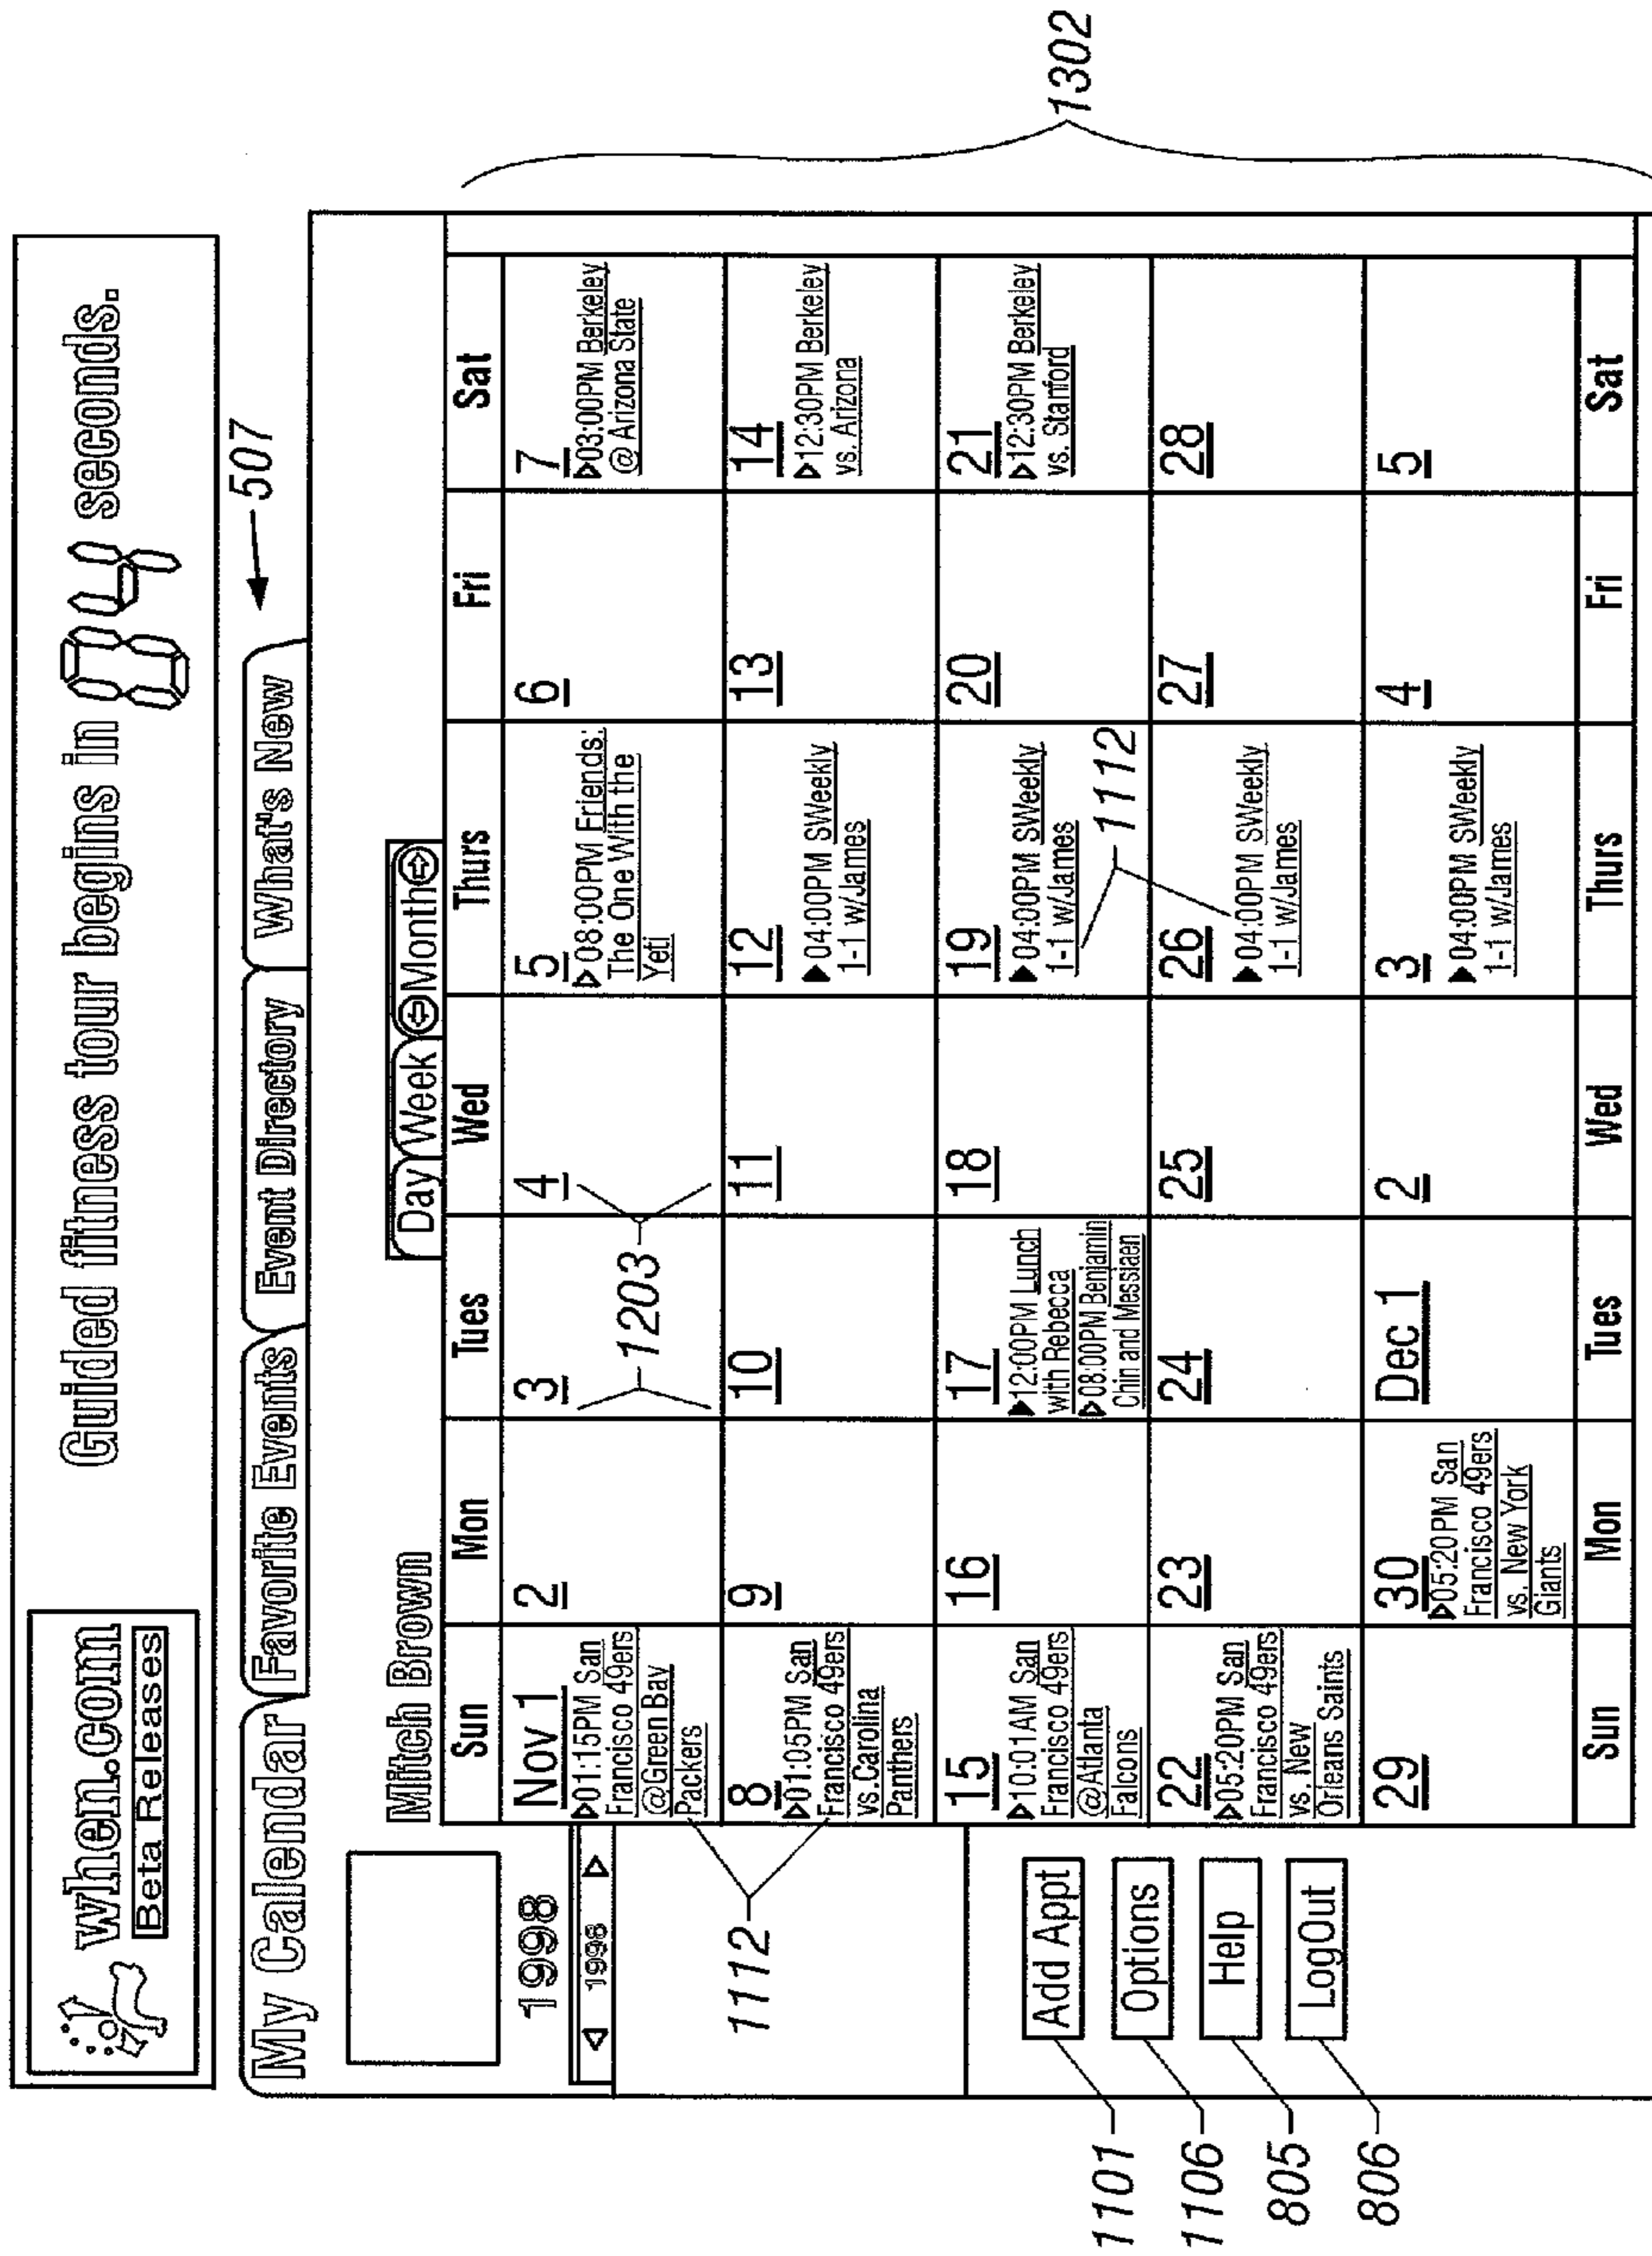 when.com
Beta Releases
Guided fitness tour begins in 04 seconds.
My Calendar Favorite Events Event Directory What's New
507
Mitch Brown
Day Week Month
1998
1998
Sun Mon Tues Wed Thurs Fri Sat
Nov 1
01:15PM San
Francisco 49ers
@Green Bay
Packers
2
3
4
5
08:00PM Friends:
The One With the
Yeti
6
7
03:00PM Berkeley
@ Arizona State
1203
8
01:05PM San
Francisco 49ers
vs.Carolina
Panthers
9
10
11
12
04:00PM SWeekly
1-1 w/James
13
14
12:30PM Berkeley
vs. Arizona
1112
15
10:01AM San
Francisco 49ers
@Atlanta
Falcons
16
17
12:00PM Lunch
with Rebecca
08:00PM Benjamin
Chin and Messiaen
18
19
04:00PM SWeekly
1-1 w/James
20
21
12:30PM Berkeley
vs. Stanford
1112
22
05:20PM San
Francisco 49ers
vs. New
Orleans Saints
23
24
25
26
04:00PM SWeekly
1-1 w/James
27
28
29
30
05:20PM San
Francisco 49ers
vs. New York
Giants
Dec 1
2
3
04:00PM SWeekly
1-1 w/James
4
5
Sun Mon Tues Wed Thurs Fri Sat
1302
Add Appt
1101
Options
1106
Help
805
LogOut
806